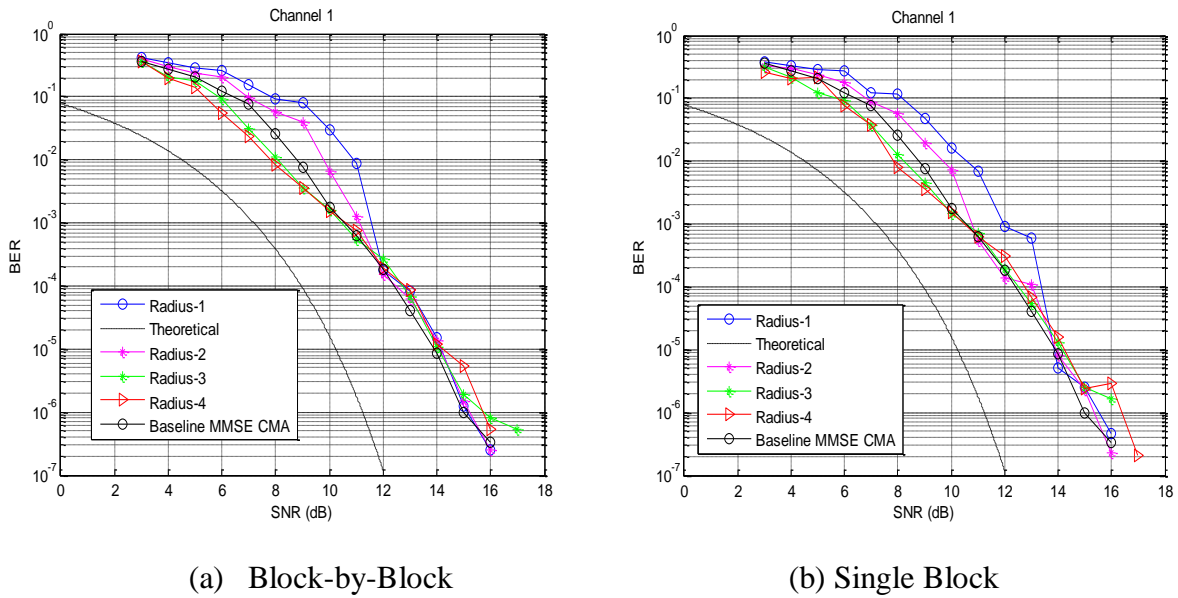 Channel 1
10^0
10^-1
10^-2
10^-3
10^-4
10^-5
10^-6
10^-7
BER
Radius-1
Theoretical
Radius-2
Radius-3
Radius-4
Baseline MMSE CMA
0 2 4 6 8 10 12 14 16 18
SNR (dB)
(a) Block-by-Block
Channel 1
10^0
10^-1
10^-2
10^-3
10^-4
10^-5
10^-6
10^-7
BER
Radius-1
Theoretical
Radius-2
Radius-3
Radius-4
Baseline MMSE CMA
0 2 4 6 8 10 12 14 16 18
SNR (dB)
(b) Single Block